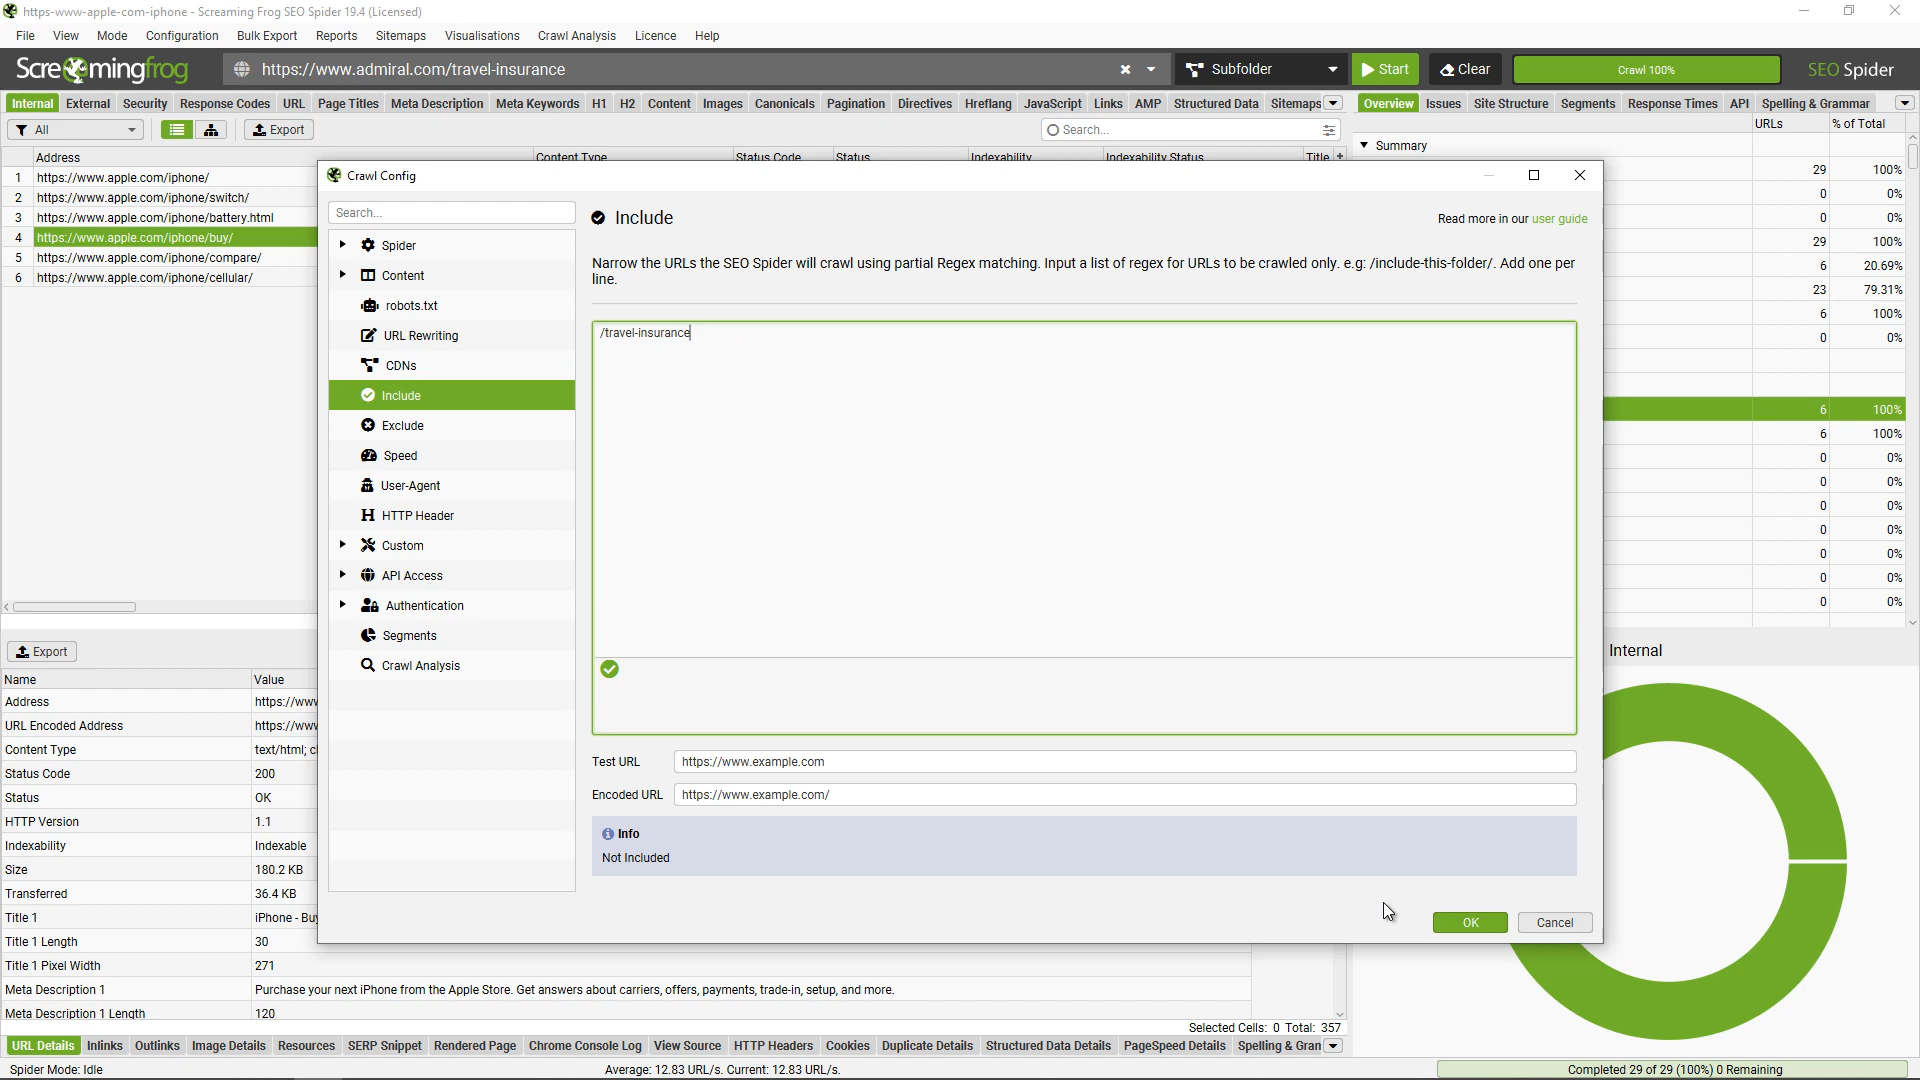 https-www-apple-com-iphone - Screaming Frog SEO Spider 19.4 (Licensed)
File View Mode Configuration Bulk Export Reports Sitemaps Visualisations Crawl Analysis Licence Help
Screamingfrog https://www.admiral.com/travel-insurance Subfolder Start Clear Crawl 100% SEO Spider
Internal External Security Response Codes URL Page Titles Meta Description Meta Keywords H1 H2 Content Images Canonicals Pagination Directives Hreflang JavaScript Links AMP Structured Data Sitemaps Overview Issues Site Structure Segments Response Times API Spelling & Grammar
All Export Search... URLs % of Total
Address Content Type Status Code Status Indexability Indexability Status Title
Summary
1 https://www.apple.com/iphone/
2 https://www.apple.com/iphone/switch/
3 https://www.apple.com/iphone/battery.html
4 https://www.apple.com/iphone/buy/
5 https://www.apple.com/iphone/compare/
6 https://www.apple.com/iphone/cellular/
29 100%
0 0%
0 0%
29 100%
6 20.69%
23 79.31%
6 100%
0 0%
6 100%
6 100%
0 0%
0 0%
0 0%
0 0%
0 0%
0 0%
0 0%
Crawl Config
Search...
Spider
Content
robots.txt
URL Rewriting
CDNs
Include
Exclude
Speed
User-Agent
HTTP Header
Custom
API Access
Authentication
Segments
Crawl Analysis
Include
Read more in our user guide
Narrow the URLs the SEO Spider will crawl using partial Regex matching. Input a list of regex for URLs to be crawled only. e.g: /include-this-folder/. Add one per
line.
/travel-insurance
Test URL https://www.example.com
Encoded URL https://www.example.com/
Info
Not Included
OK Cancel
Export
Internal
Name Value
Address https://ww
URL Encoded Address https://ww
Content Type text/html; c
Status Code 200
Status OK
HTTP Version 1.1
Indexability Indexable
Size 180.2 KB
Transferred 36.4 KB
Title 1 iPhone - Bu
Title 1 Length 30
Title 1 Pixel Width 271
Meta Description 1 Purchase your next iPhone from the Apple Store. Get answers about carriers, offers, payments, trade-in, setup, and more.
Meta Description 1 Length 120
Selected Cells: 0 Total: 357
URL Details Inlinks Outlinks Image Details Resources SERP Snippet Rendered Page Chrome Console Log View Source HTTP Headers Cookies Duplicate Details Structured Data Details PageSpeed Details Spelling & Gran
Spider Mode: Idle Average: 12.83 URL/s. Current: 12.83 URL/s. Completed 29 of 29 (100%) 0 Remaining